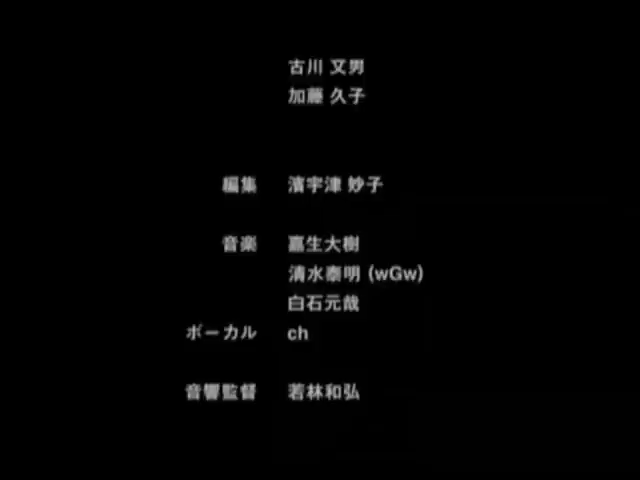 古川 又男
加藤 久子
編集 濱宇津 妙子
音楽 嘉生大樹
清水泰明 (wGw)
白石元哉
ボーカル ch
音響監督 若林和弘